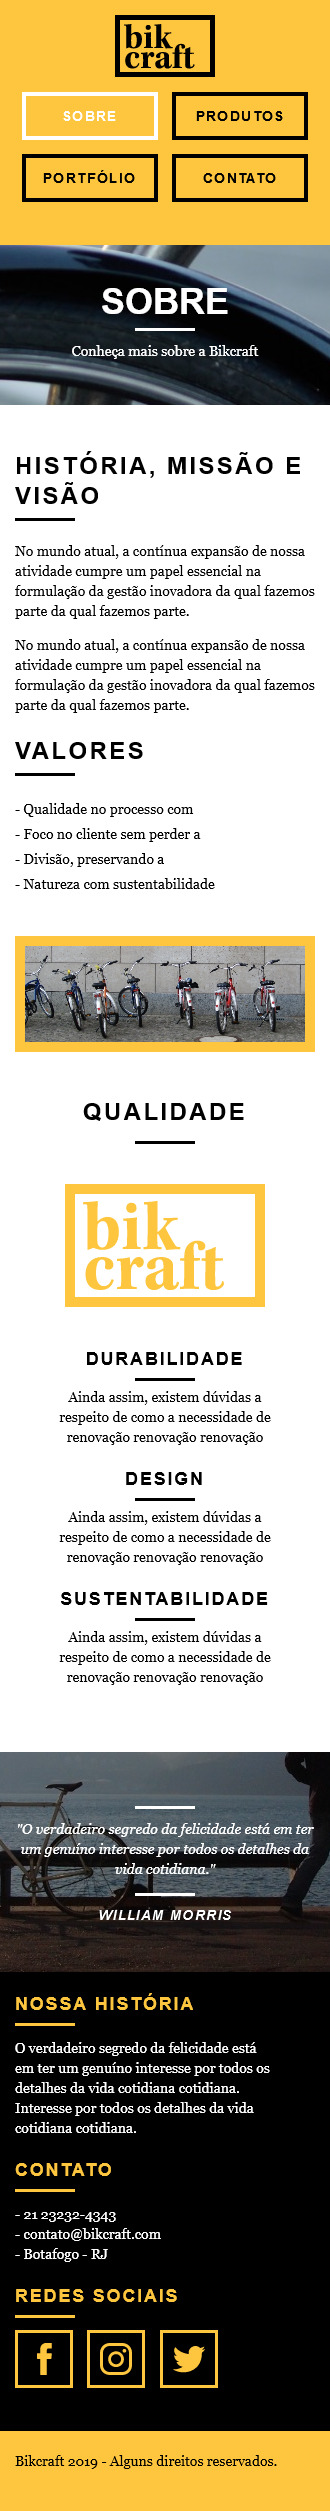 bik
craft
SOBRE
PRODUTOS
PORTFÓLIO
CONTATO
SOBRE
Conheça mais sobre a Bikcraft
HISTÓRIA, MISSÃO E
VISÃO
No mundo atual, a contínua expansão de nossa
atividade cumpre um papel essencial na
formulação da gestão inovadora da qual fazemos
parte da qual fazemos parte.
No mundo atual, a contínua expansão de nossa
atividade cumpre um papel essencial na
formulação da gestão inovadora da qual fazemos
parte da qual fazemos parte.
VALORES
- Qualidade no processo com
- Foco no cliente sem perder a
- Divisão, preservando a
- Natureza com sustentabilidade
QUALIDADE
bik
craft
DURABILIDADE
Ainda assim, existem dúvidas a
respeito de como a necessidade de
renovação renovação renovação
DESIGN
Ainda assim, existem dúvidas a
respeito de como a necessidade de
renovação renovação renovação
SUSTENTABILIDADE
Ainda assim, existem dúvidas a
respeito de como a necessidade de
renovação renovação renovação
"O verdadeiro segredo da felicidade está em ter
um genuíno interesse por todos os detalhes da
vida cotidiana."
WILLIAM MORRIS
NOSSA HISTÓRIA
O verdadeiro segredo da felicidade está
em ter um genuíno interesse por todos os
detalhes da vida cotidiana cotidiana.
Interesse por todos os detalhes da vida
cotidiana cotidiana.
CONTATO
- 21 23232-4343
- contato@bikcraft.com
- Botafogo - RJ
REDES SOCIAIS
Bikcraft 2019 - Alguns direitos reservados.